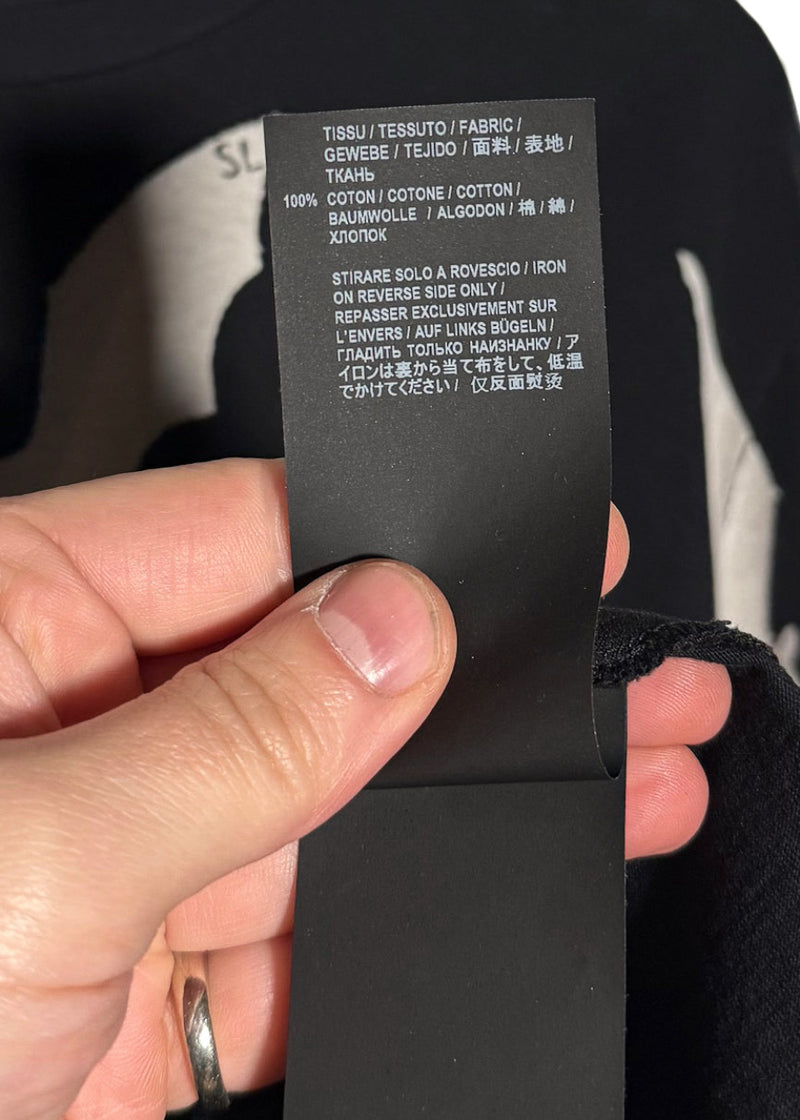 SL
TISSU / TESSUTO / FABRIC /
GEWEBE / TEJIDO / 面料 / 表地 /
ТКАНЬ
100% COTON / COTONE / COTTON /
BAUMWOLLE / ALGODON / 棉 / 綿 /
ХЛОПОК
STIRARE SOLO A ROVESCIO / IRON
ON REVERSE SIDE ONLY /
REPASSER EXCLUSIVEMENT SUR
L'ENVERS / AUF LINKS BÜGELN /
ГЛАДИТЬ ТОЛЬКО НАИЗНАНКУ / ア
イロンは裏から当て布をして、低温
でかけてください / 仅反面熨烫